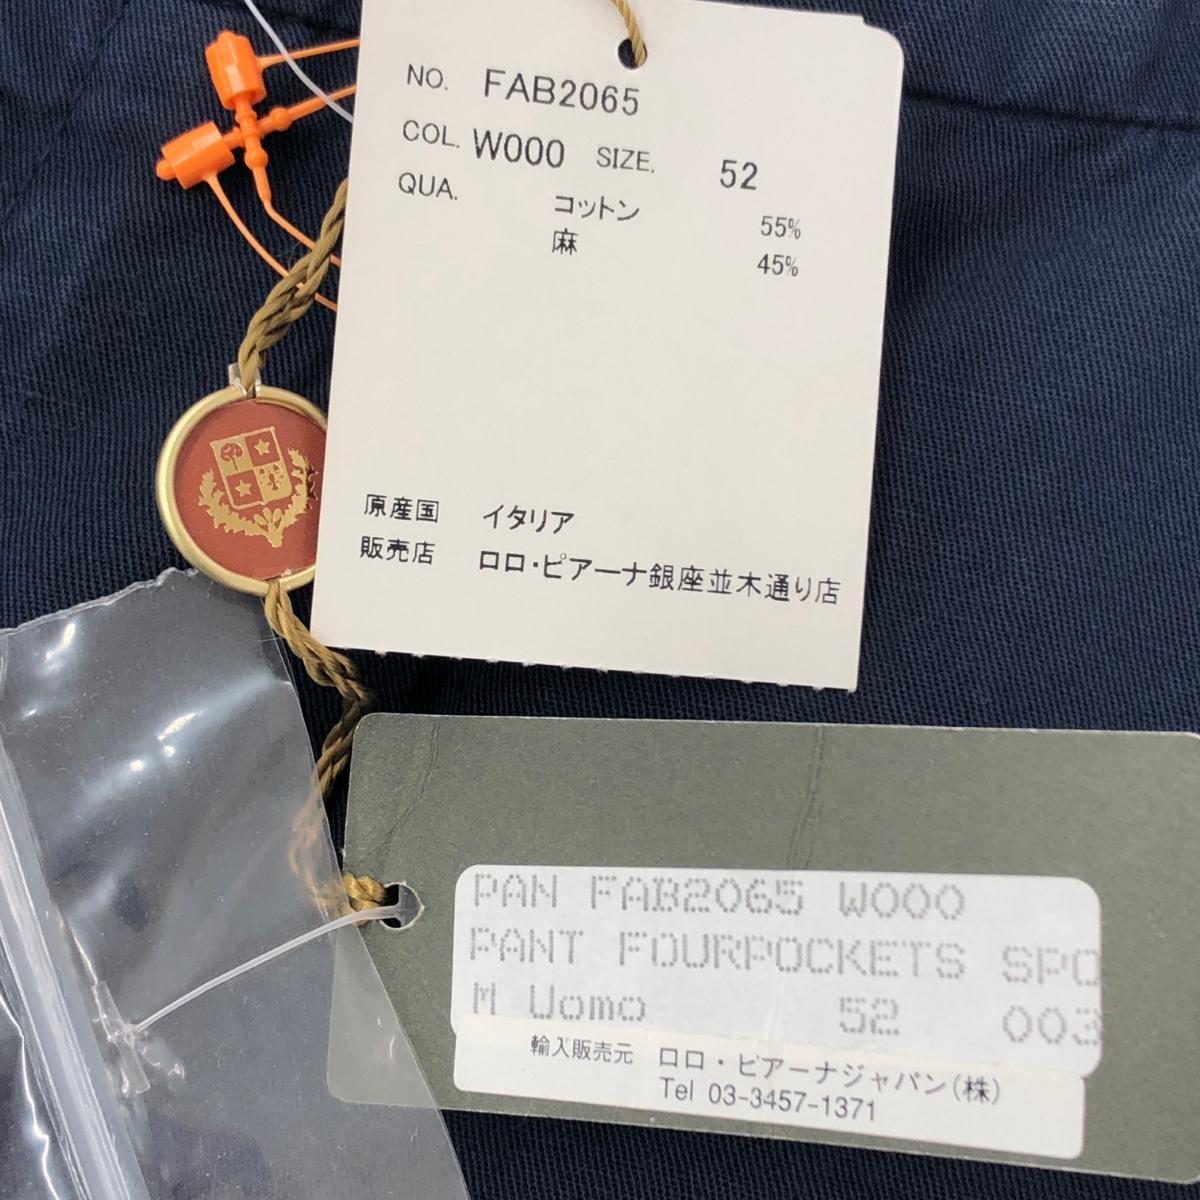 NO. FAB2065
COL. W000 SIZE. 52
QUA. コットン 55%
麻 45%
原産国 イタリア
販売店 ロロ・ピアーナ銀座並木通り店
PAN FAB2065 W000
PANT FOURPOCKETS SPO
M Uomo 52 003
輸入販売元 ロロ・ピアーナジャパン(株)
Tel 03-3457-1371